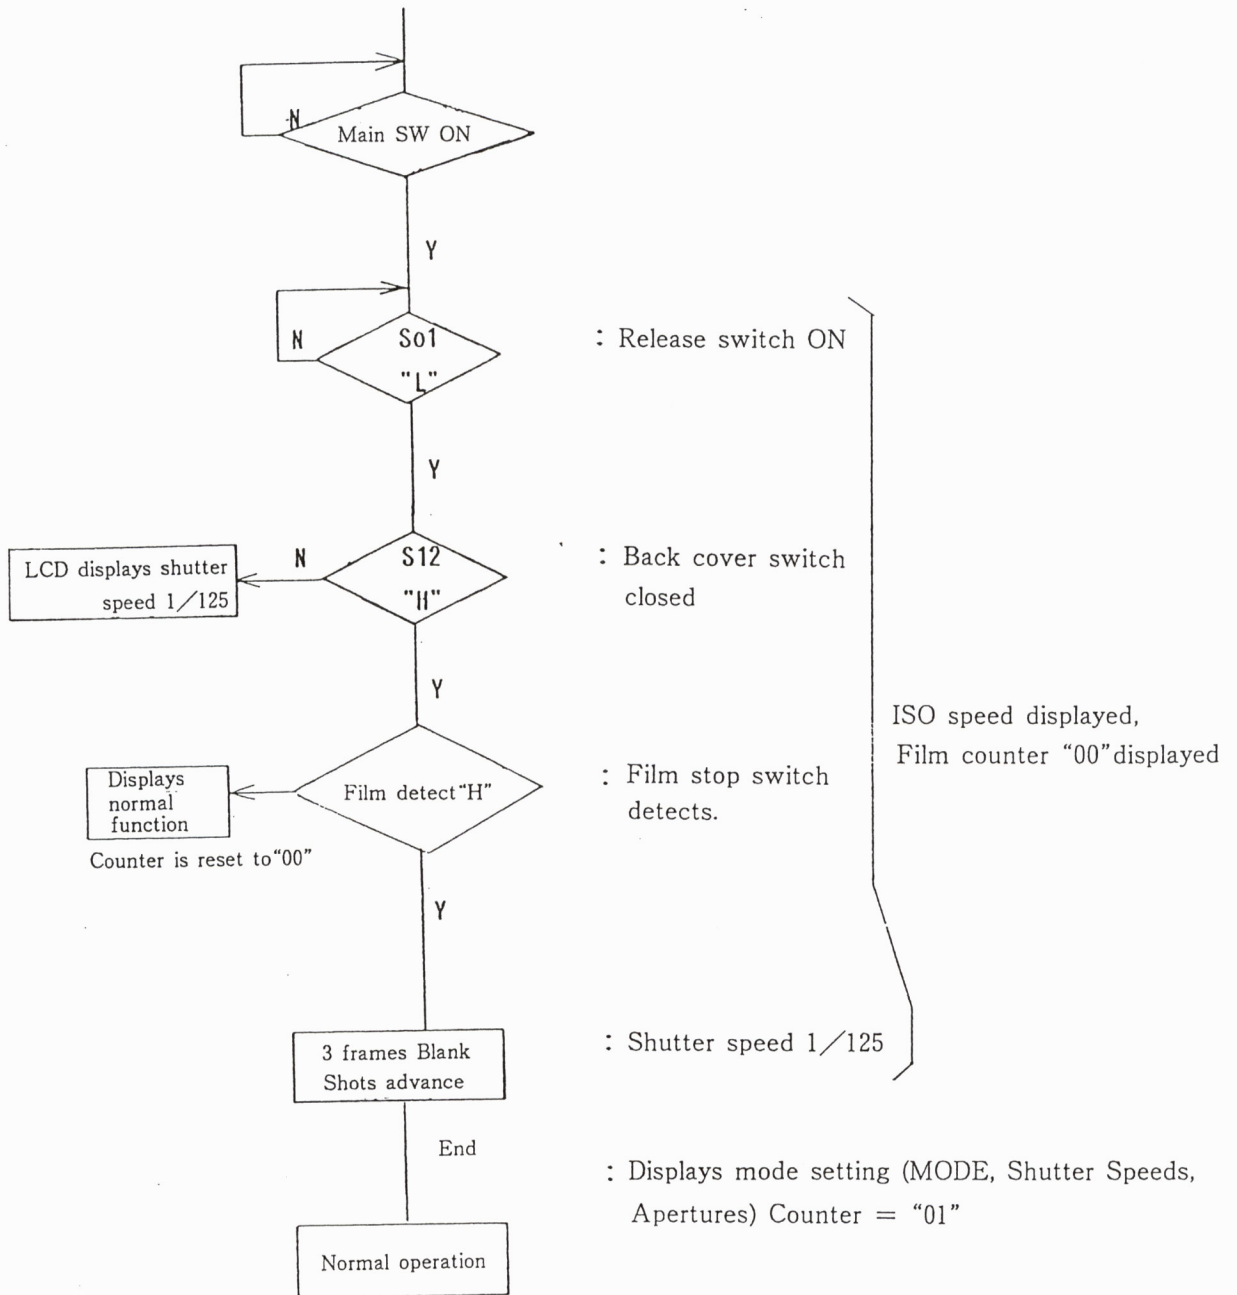 N
Main SW ON
Y
N
So1
"L"
: Release switch ON
Y
LCD displays shutter
speed 1/125
N
S12
"H"
: Back cover switch
closed
Y
ISO speed displayed,
Film counter “00” displayed
Displays
normal
function
Film detect “H”
: Film stop switch
detects.
Counter is reset to “00”
Y
3 frames Blank
Shots advance
: Shutter speed 1/125
End
: Displays mode setting (MODE, Shutter Speeds,
Apertures) Counter = “01”
Normal operation